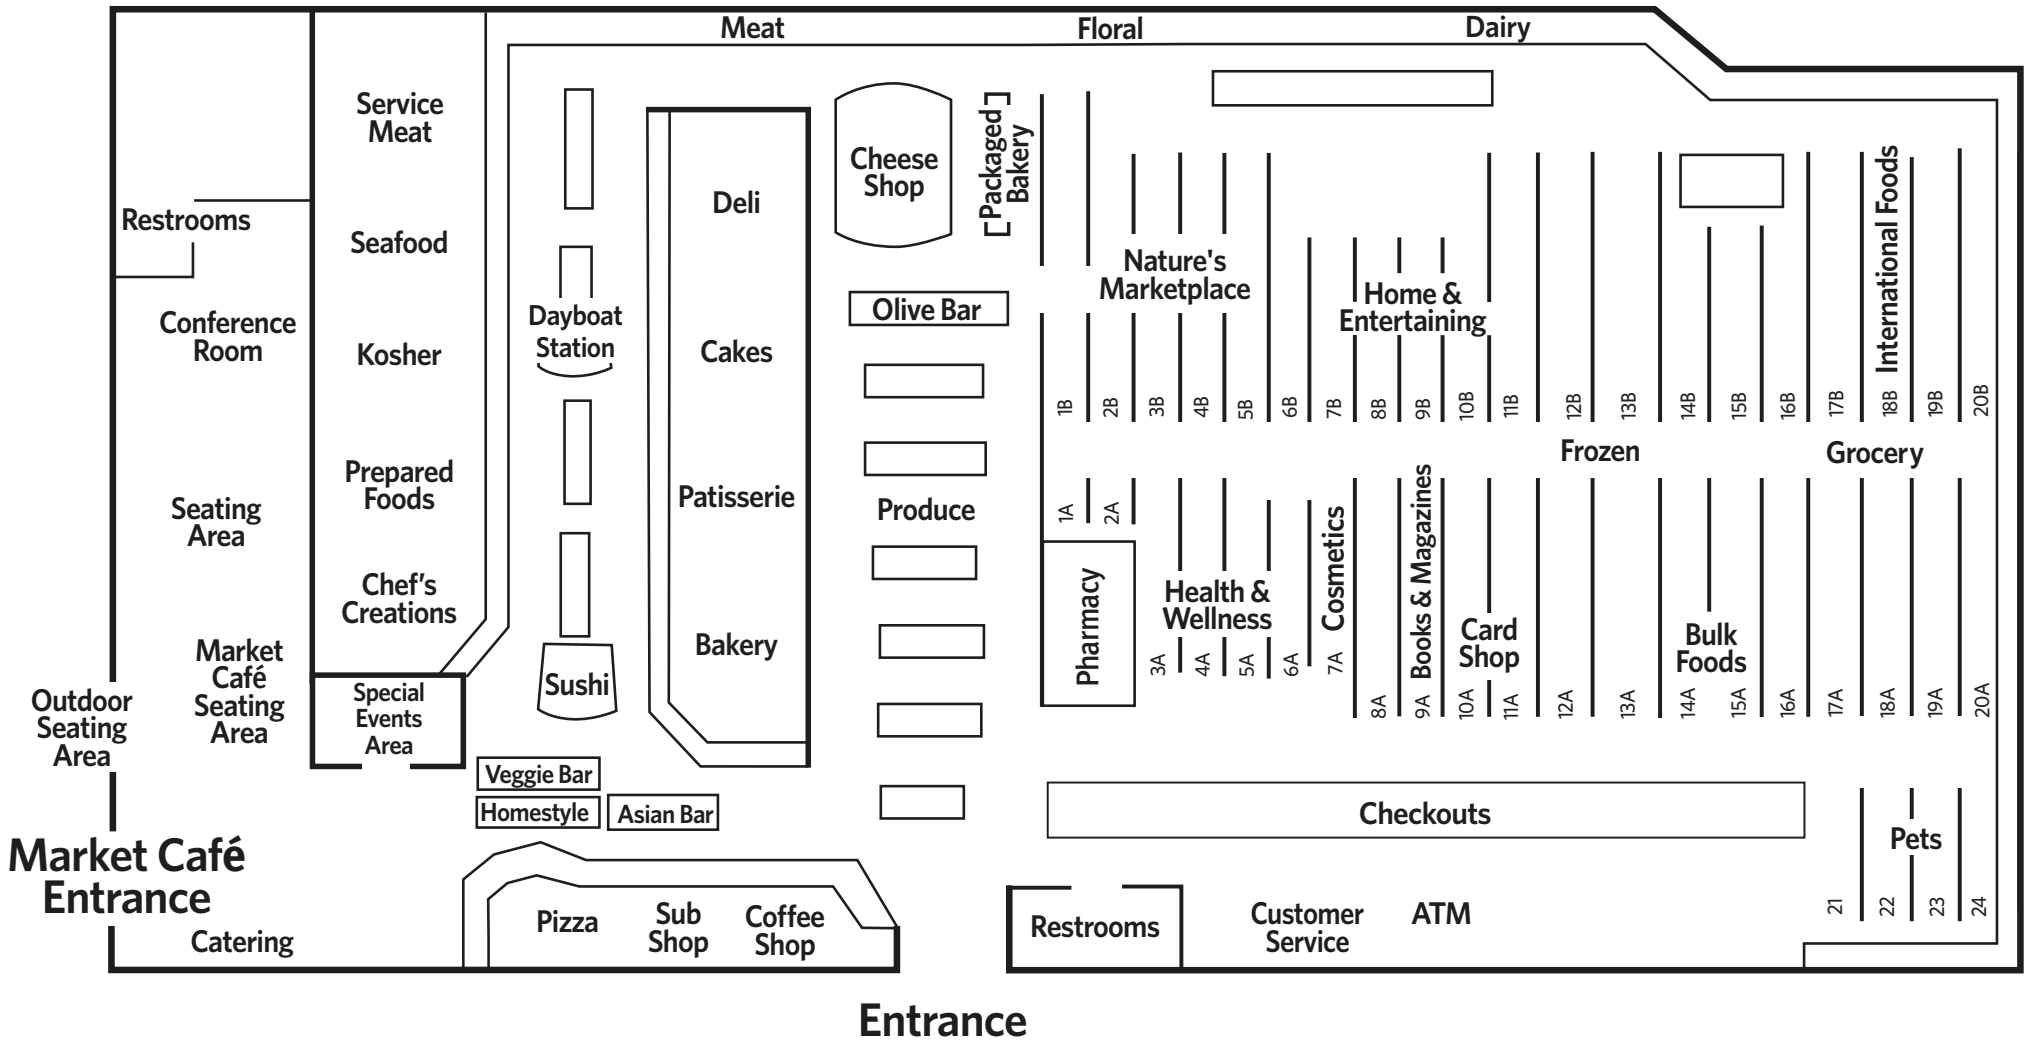 Meat
Floral
Dairy
Service
Meat
Seafood
Kosher
Prepared
Foods
Chef's
Creations
Restrooms
Conference
Room
Seating
Area
Market
Café
Seating
Area
Outdoor
Seating
Area
Special
Events
Area
Dayboat
Station
Sushi
Deli
Cakes
Patisserie
Bakery
Cheese
Shop
Packaged
Bakery
Olive Bar
Produce
Nature's
Marketplace
Home &
Entertaining
International Foods
1B
2B
3B
4B
5B
6B
7B
8B
9B
10B
11B
12B
13B
14B
15B
16B
17B
18B
19B
20B
Frozen
Grocery
1A
2A
Pharmacy
Health &
Wellness
Cosmetics
Books & Magazines
Card
Shop
Bulk
Foods
3A
4A
5A
6A
7A
8A
9A
10A
11A
12A
13A
14A
15A
16A
17A
18A
19A
20A
Veggie Bar
Homestyle
Asian Bar
Checkouts
Pets
21
22
23
24
Market Café
Entrance
Catering
Pizza
Sub
Shop
Coffee
Shop
Restrooms
Customer
Service
ATM
Entrance